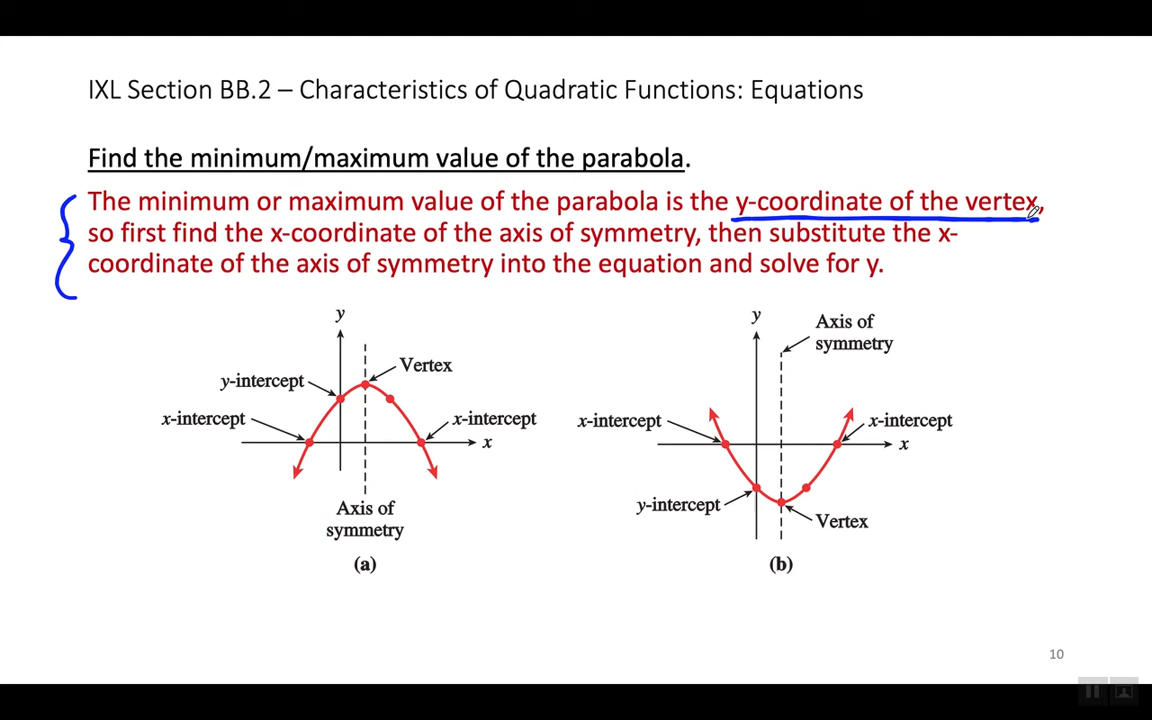 IXL Section BB.2 – Characteristics of Quadratic Functions: Equations
Find the minimum/maximum value of the parabola.
The minimum or maximum value of the parabola is the y-coordinate of the vertex,
so first find the x-coordinate of the axis of symmetry, then substitute the x-
coordinate of the axis of symmetry into the equation and solve for y.
y
Vertex
y-intercept
x-intercept
x-intercept
x
Axis of
symmetry
(a)
y
Axis of
symmetry
x-intercept
x-intercept
x
y-intercept
Vertex
(b)
10